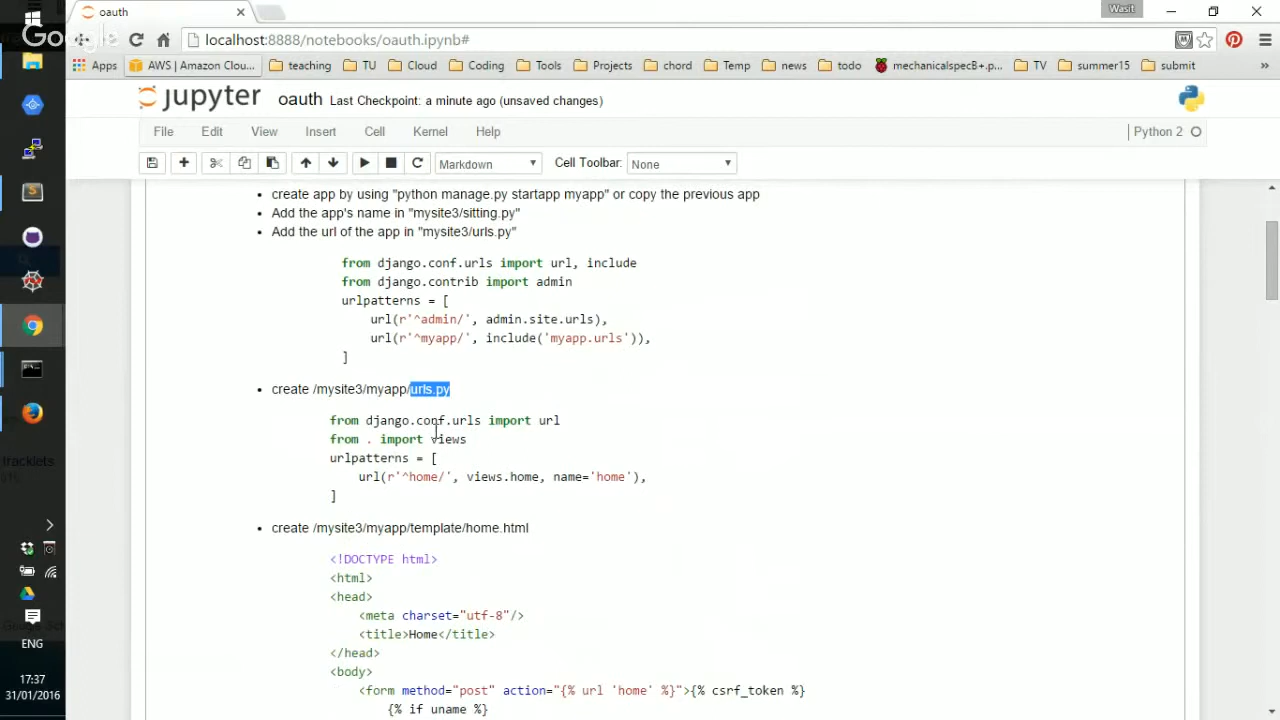 oauth
Wasit
Google
localhost:8888/notebooks/oauth.ipynb#
Apps AWS | Amazon Clou... teaching TU Cloud Coding Tools Projects chord Temp news todo mechanicalspecB+.p... TV summer15 submit »
jupyter oauth Last Checkpoint: a minute ago (unsaved changes)
File Edit View Insert Cell Kernel Help Python 2
Markdown Cell Toolbar: None
• create app by using "python manage.py startapp myapp" or copy the previous app
• Add the app's name in "mysite3/sitting.py"
• Add the url of the app in "mysite3/urls.py"
from django.conf.urls import url, include
from django.contrib import admin
urlpatterns = [
url(r'^admin/', admin.site.urls),
url(r'^myapp/', include('myapp.urls')),
]
• create /mysite3/myapp/urls.py
from django.conf.urls import url
from . import views
urlpatterns = [
url(r'^home/', views.home, name='home'),
]
• create /mysite3/myapp/template/home.html
<!DOCTYPE html>
<html>
<head>
<meta charset="utf-8"/>
<title>Home</title>
</head>
<body>
<form method="post" action="{% url 'home' %}">{% csrf_token %}
{% if uname %}
tracklets
ENG
17:37
31/01/2016